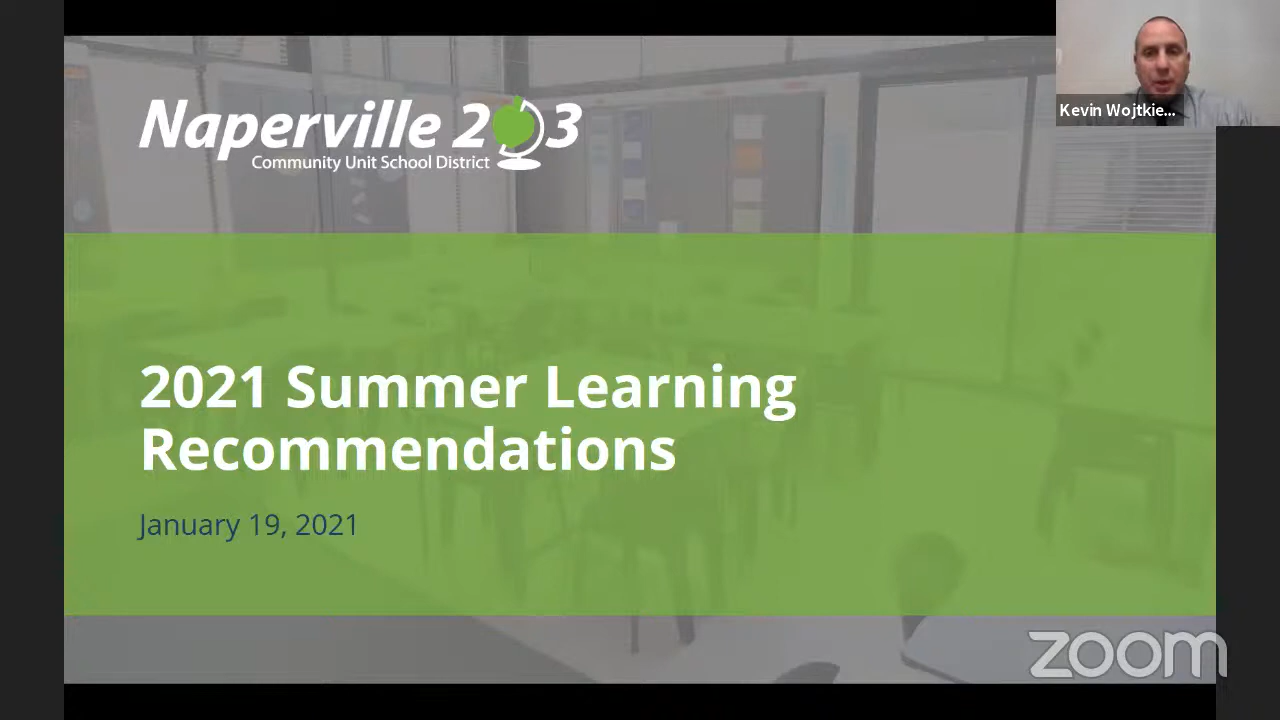 Kevin Wojtkie...
Naperville 203
Community Unit School District
2021 Summer Learning
Recommendations
January 19, 2021
zoom